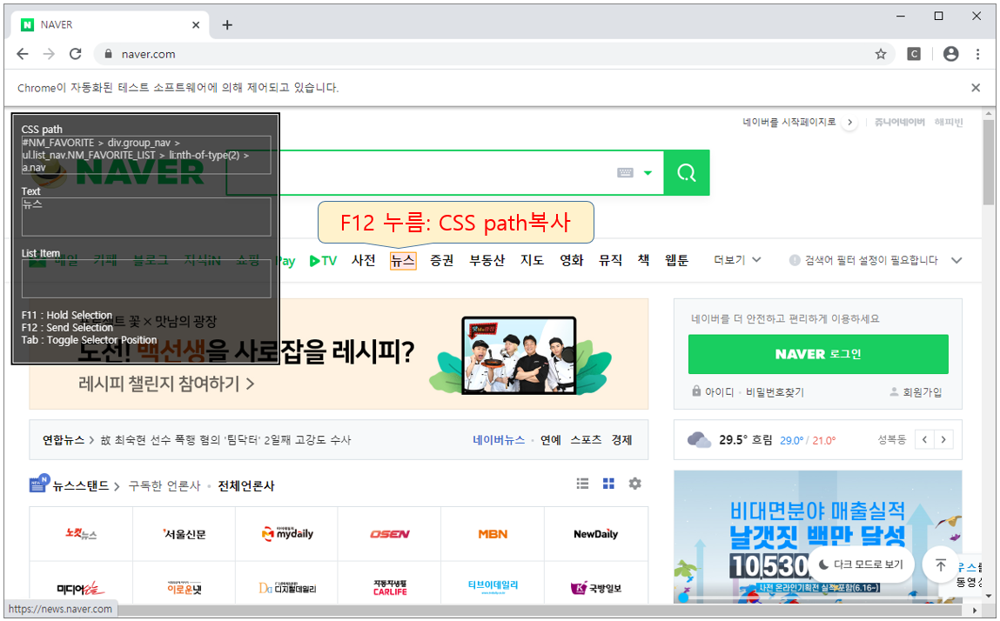 NAVER
naver.com
C
Chrome이 자동화된 테스트 소프트웨어에 의해 제어되고 있습니다.
네이버를 시작페이지로
쥬니어네이버 해피빈
CSS path
#NM_FAVORITE > div.group_nav >
ul.list_nav.NM_FAVORITE_LIST > li:nth-of-type(2) >
a.nav
NAVER
Text
뉴스
F12 누름: CSS path복사
List Item
메일 카페 블로그 지식iN 쇼핑 Pay TV 사전 뉴스 증권 부동산 지도 영화 뮤직 책 웹툰 더보기
검색어 필터 설정이 필요합니다
F11 : Hold Selection
F12 : Send Selection
Tab : Toggle Selector Position
꽃 × 맛남의 광장
도전! 백선생을 사로잡을 레시피?
레시피 챌린지 참여하기 >
네이버를 더 안전하고 편리하게 이용하세요
NAVER 로그인
아이디 · 비밀번호찾기
회원가입
연합뉴스 > 故 최숙현 선수 폭행 혐의 '팀닥터' 2일째 고강도 수사
네이버뉴스 · 연예 스포츠 경제
29.5° 흐림 29.0° / 21.0° 성복동
뉴스스탠드 > 구독한 언론사 · 전체언론사
노컷뉴스 서울신문 마이데일리 mydaily OSEN MBN NewDaily
미디어오늘 이로운넷 디지털데일리 자동차생활 CARLIFE 티브이데일리 국방일보
비대면분야 매출실적
날갯짓 백만 달성
10,530
사전 온라인기획전 실적 포함(6.16~)
다크 모드로 보기
우스를
동영상
https://news.naver.com